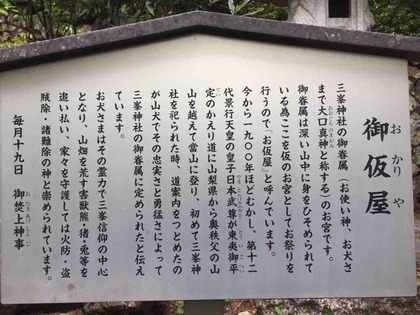 御仮屋
おかりや
三峯神社の御眷属(お使い神、お犬さ
まで大口真神と称する)のお宮です。
おおくちのまがみ
御眷属は深い山中に身をひそめられて
いる為ここを仮のお宮としてお祭りを
行うので「お仮屋」と呼んでいます。
今から一九〇〇年ほどむかし、第十二
代景行天皇の皇子日本武尊が東夷御平
定のかえり道に山梨県から奥秩父の山
山を越えて当山に登り、初めて三峯神
社を祀られた時、道案内をつとめたの
が山犬でその忠実さと勇猛さによって
三峯神社の御眷属に定められたと伝え
ています。
お犬さまはその霊力で三峯信仰の中心
となり、山畑を荒す害獣熊・猪・兎等を
追い払い、家々を守護しては火防・盗
賊除・諸難除の神と崇められています。
毎月十九日 御焚上神事